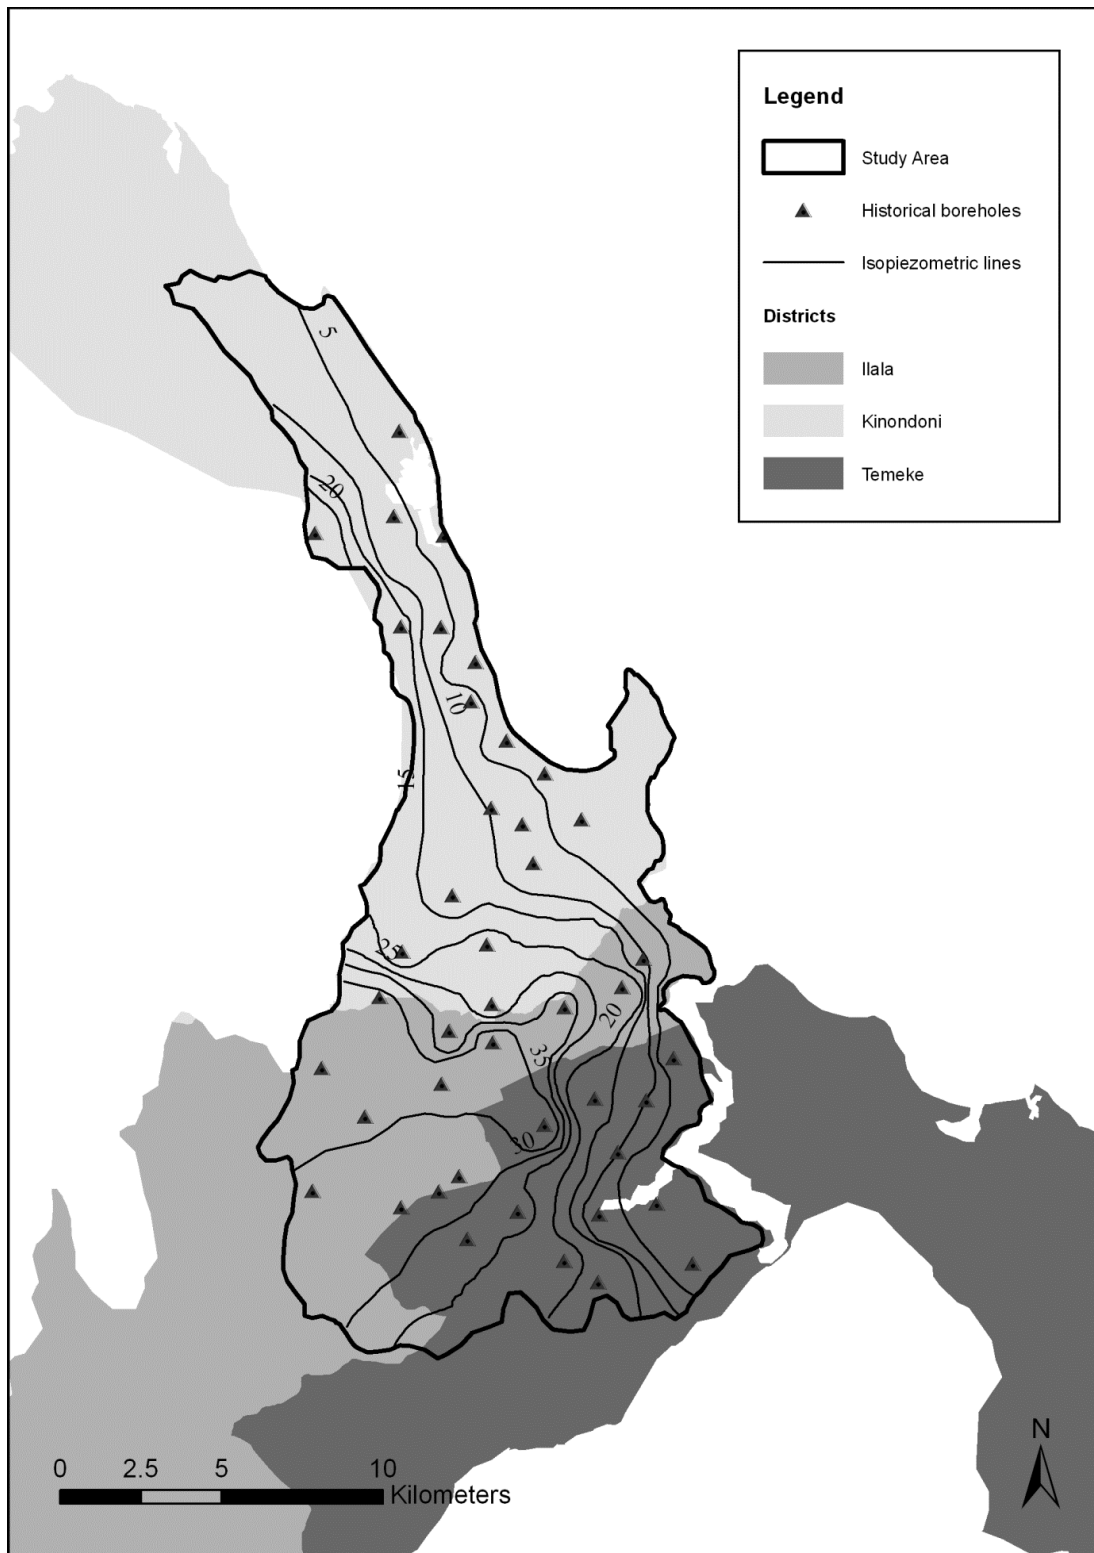 Legend
Study Area
Historical boreholes
Isopiezometric lines
Districts
Ilala
Kinondoni
Temeke
5
20
10
15
25
20
35
30
0 2.5 5 10
Kilometers
N